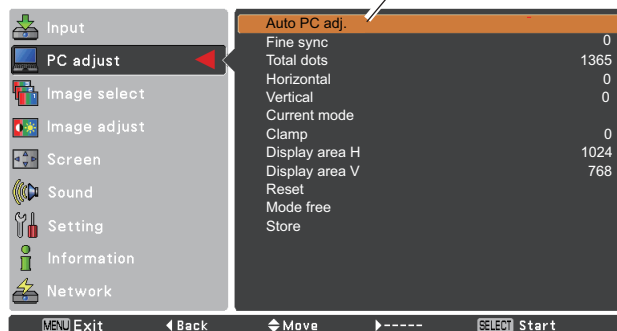 Input
PC adjust
Image select
Image adjust
Screen
Sound
Setting
Information
Network
Auto PC adj.
Fine sync 0
Total dots 1365
Horizontal 0
Vertical 0
Current mode
Clamp 0
Display area H 1024
Display area V 768
Reset
Mode free
Store
MENU Exit ◀Back Move ▶----- SELECT Start